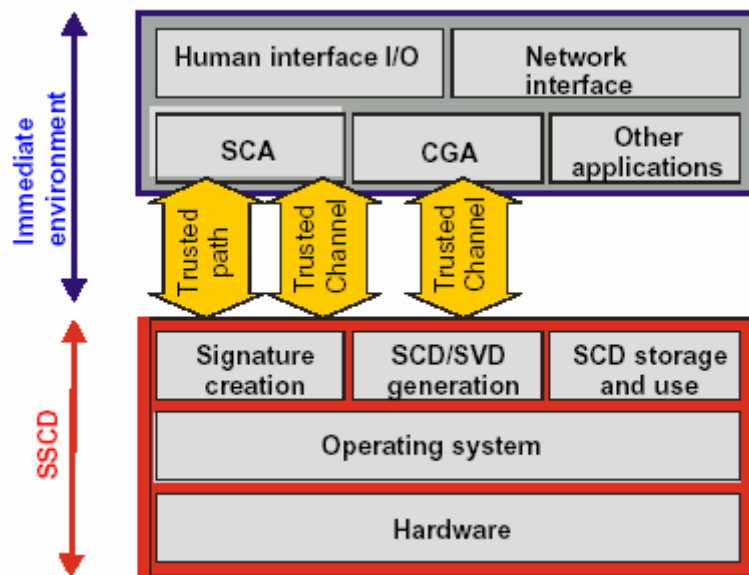 Immediate
environment
Human interface I/O
Network
interface
SCA
CGA
Other
applications
Trusted
path
Trusted
Channel
Trusted
Channel
SSCD
Signature
creation
SCD/SVD
generation
SCD storage
and use
Operating system
Hardware